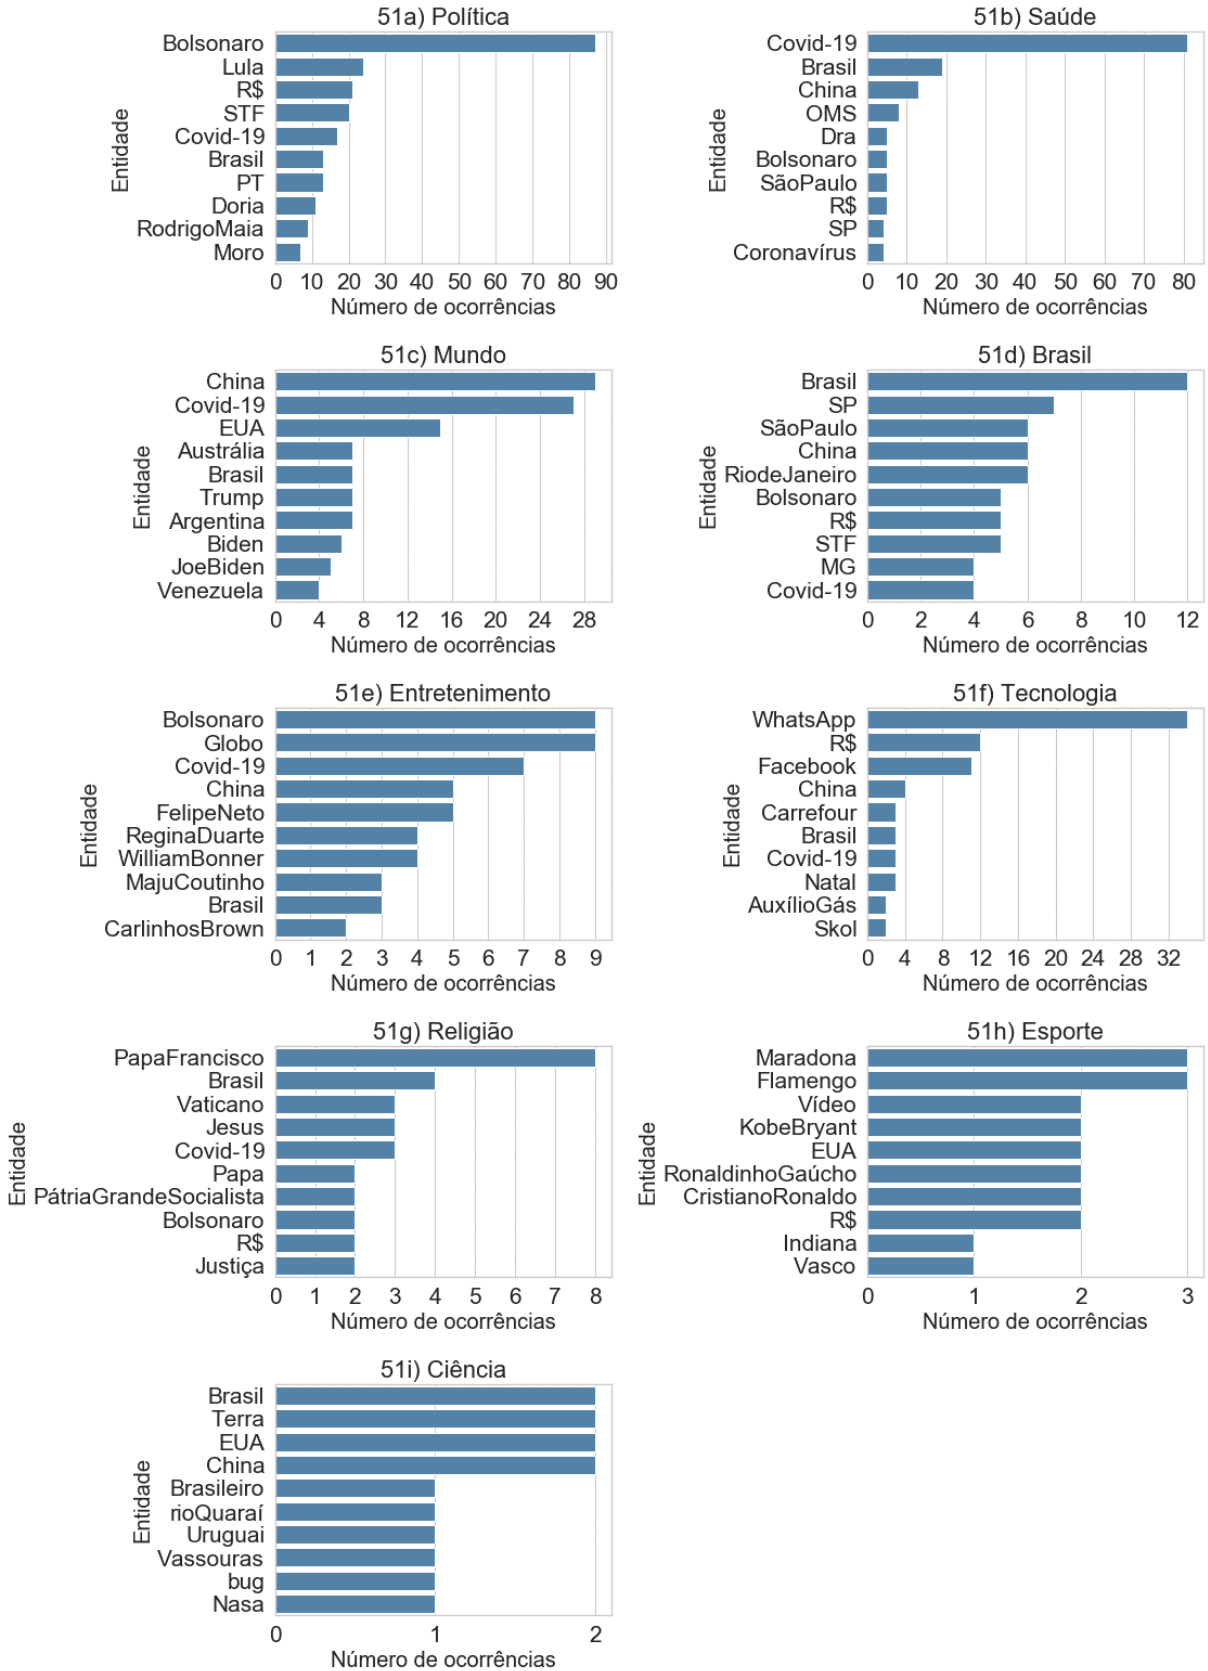 51a) Política
Entidade
Bolsonaro
Lula
R$
STF
Covid-19
Brasil
PT
Doria
RodrigoMaia
Moro
0 10 20 30 40 50 60 70 80 90
Número de ocorrências
51b) Saúde
Entidade
Covid-19
Brasil
China
OMS
Dra
Bolsonaro
SãoPaulo
R$
SP
Coronavírus
0 10 20 30 40 50 60 70 80
Número de ocorrências
51c) Mundo
Entidade
China
Covid-19
EUA
Austrália
Brasil
Trump
Argentina
Biden
JoeBiden
Venezuela
0 4 8 12 16 20 24 28
Número de ocorrências
51d) Brasil
Entidade
Brasil
SP
SãoPaulo
China
RiodeJaneiro
Bolsonaro
R$
STF
MG
Covid-19
0 2 4 6 8 10 12
Número de ocorrências
51e) Entretenimento
Entidade
Bolsonaro
Globo
Covid-19
China
FelipeNeto
ReginaDuarte
WilliamBonner
MajuCoutinho
Brasil
CarlinhosBrown
0 1 2 3 4 5 6 7 8 9
Número de ocorrências
51f) Tecnologia
Entidade
WhatsApp
R$
Facebook
China
Carrefour
Brasil
Covid-19
Natal
AuxílioGás
Skol
0 4 8 12 16 20 24 28 32
Número de ocorrências
51g) Religião
Entidade
PapaFrancisco
Brasil
Vaticano
Jesus
Covid-19
Papa
PátriaGrandeSocialista
Bolsonaro
R$
Justiça
0 1 2 3 4 5 6 7 8
Número de ocorrências
51h) Esporte
Entidade
Maradona
Flamengo
Vídeo
KobeBryant
EUA
RonaldinhoGaúcho
CristianoRonaldo
R$
Indiana
Vasco
0 1 2 3
Número de ocorrências
51i) Ciência
Entidade
Brasil
Terra
EUA
China
Brasileiro
rioQuaraí
Uruguai
Vassouras
bug
Nasa
0 1 2
Número de ocorrências